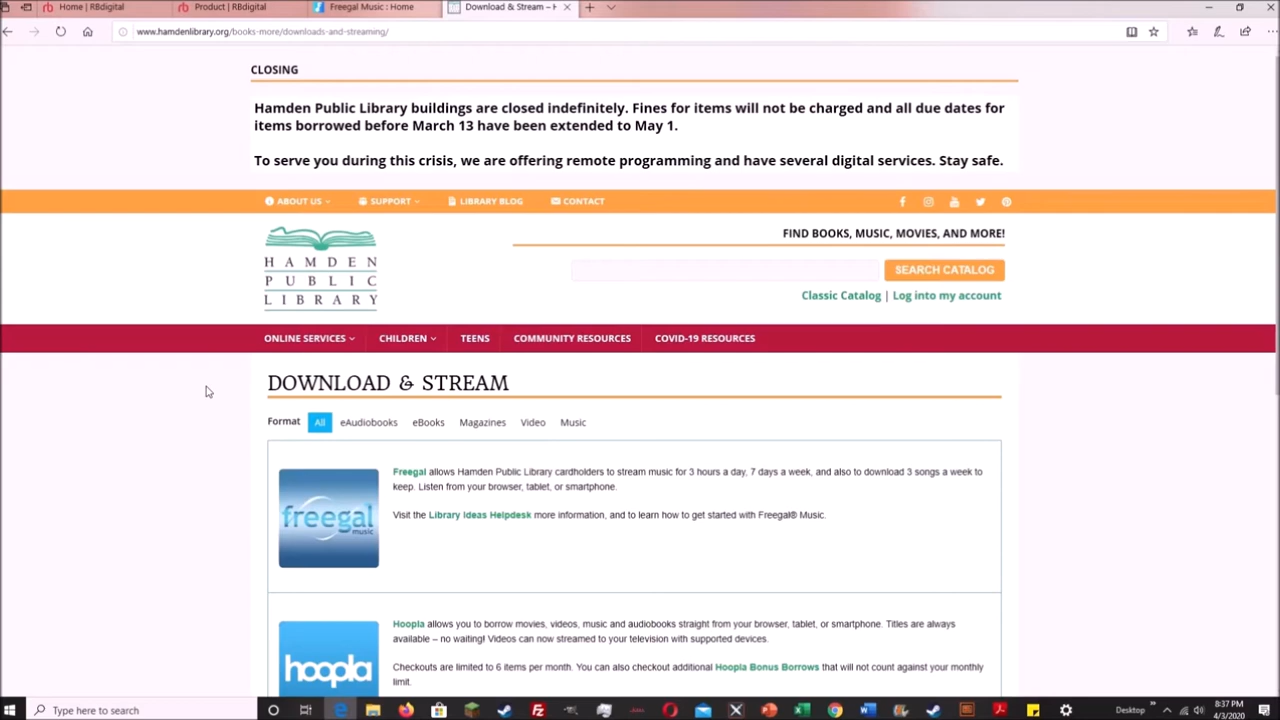 Home | RBdigital
Product | RBdigital
Freegal Music : Home
Download & Stream – H
www.hamdenlibrary.org/books-more/downloads-and-streaming/
CLOSING
Hamden Public Library buildings are closed indefinitely. Fines for items will not be charged and all due dates for
items borrowed before March 13 have been extended to May 1.
To serve you during this crisis, we are offering remote programming and have several digital services. Stay safe.
ABOUT US
SUPPORT
LIBRARY BLOG
CONTACT
FIND BOOKS, MUSIC, MOVIES, AND MORE!
HAMDEN
PUBLIC
LIBRARY
SEARCH CATALOG
Classic Catalog | Log into my account
ONLINE SERVICES
CHILDREN
TEENS
COMMUNITY RESOURCES
COVID-19 RESOURCES
DOWNLOAD & STREAM
Format All eAudiobooks eBooks Magazines Video Music
freegal
music
Freegal allows Hamden Public Library cardholders to stream music for 3 hours a day, 7 days a week, and also to download 3 songs a week to
keep. Listen from your browser, tablet, or smartphone.
Visit the Library Ideas Helpdesk more information, and to learn how to get started with Freegal® Music.
hoopla
Hoopla allows you to borrow movies, videos, music and audiobooks straight from your browser, tablet, or smartphone. Titles are always
available – no waiting! Videos can now streamed to your television with supported devices.
Checkouts are limited to 6 items per month. You can also checkout additional Hoopla Bonus Borrows that will not count against your monthly
limit.
Type here to search
Desktop
8:37 PM
4/3/2020